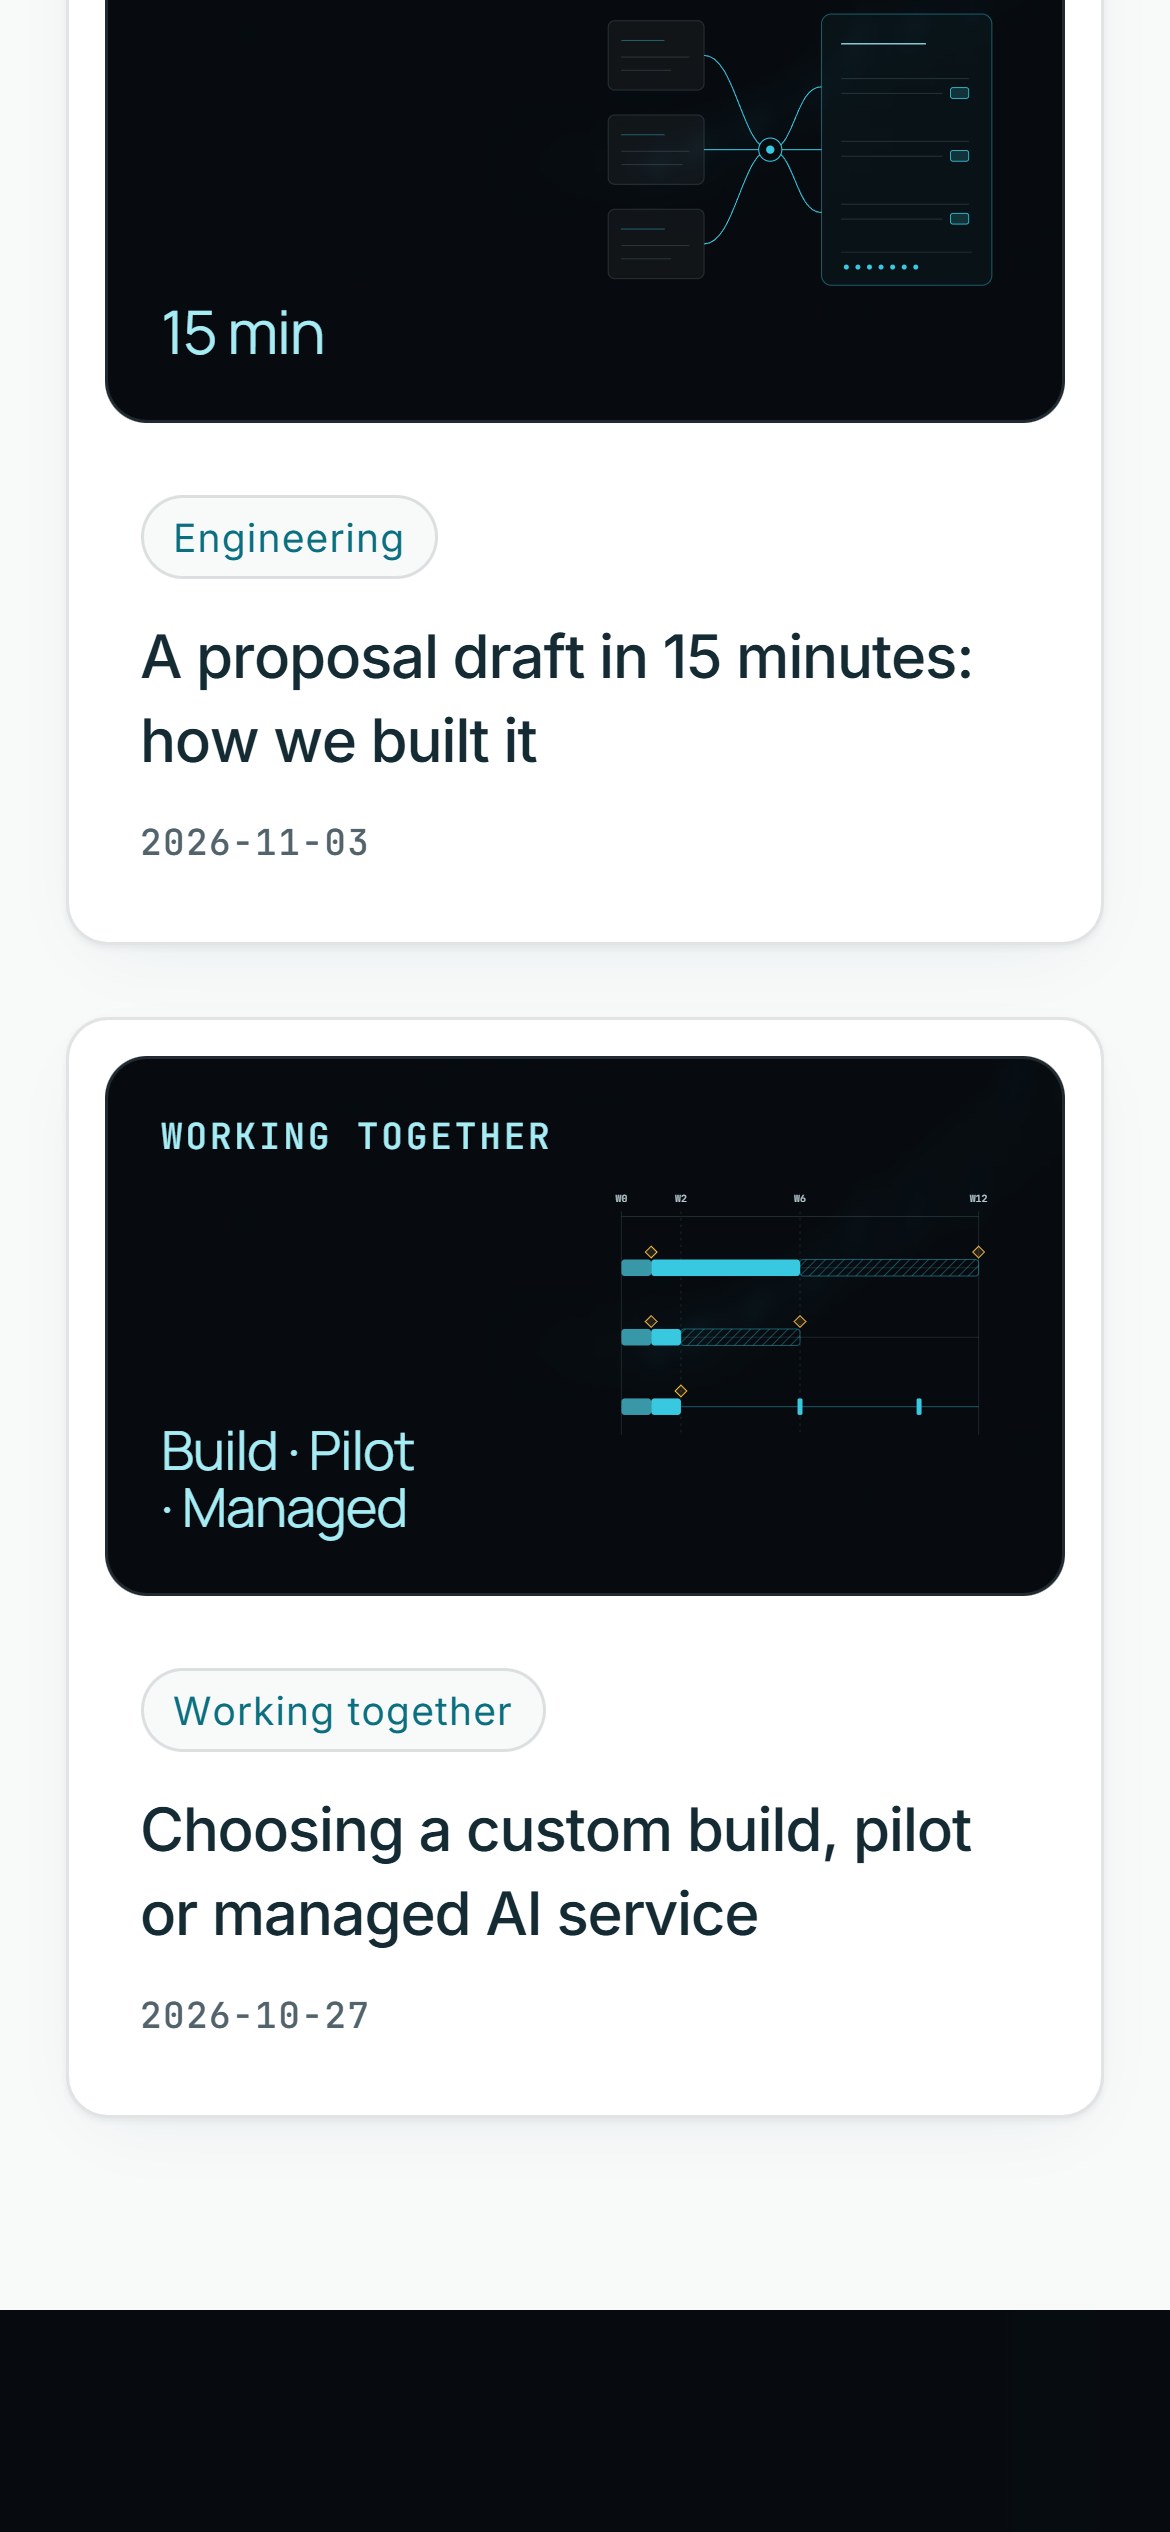 15 min
Engineering
A proposal draft in 15 minutes:
how we built it
2026-11-03
WORKING TOGETHER
W0 W2 W6 W12
Build · Pilot
· Managed
Working together
Choosing a custom build, pilot
or managed AI service
2026-10-27